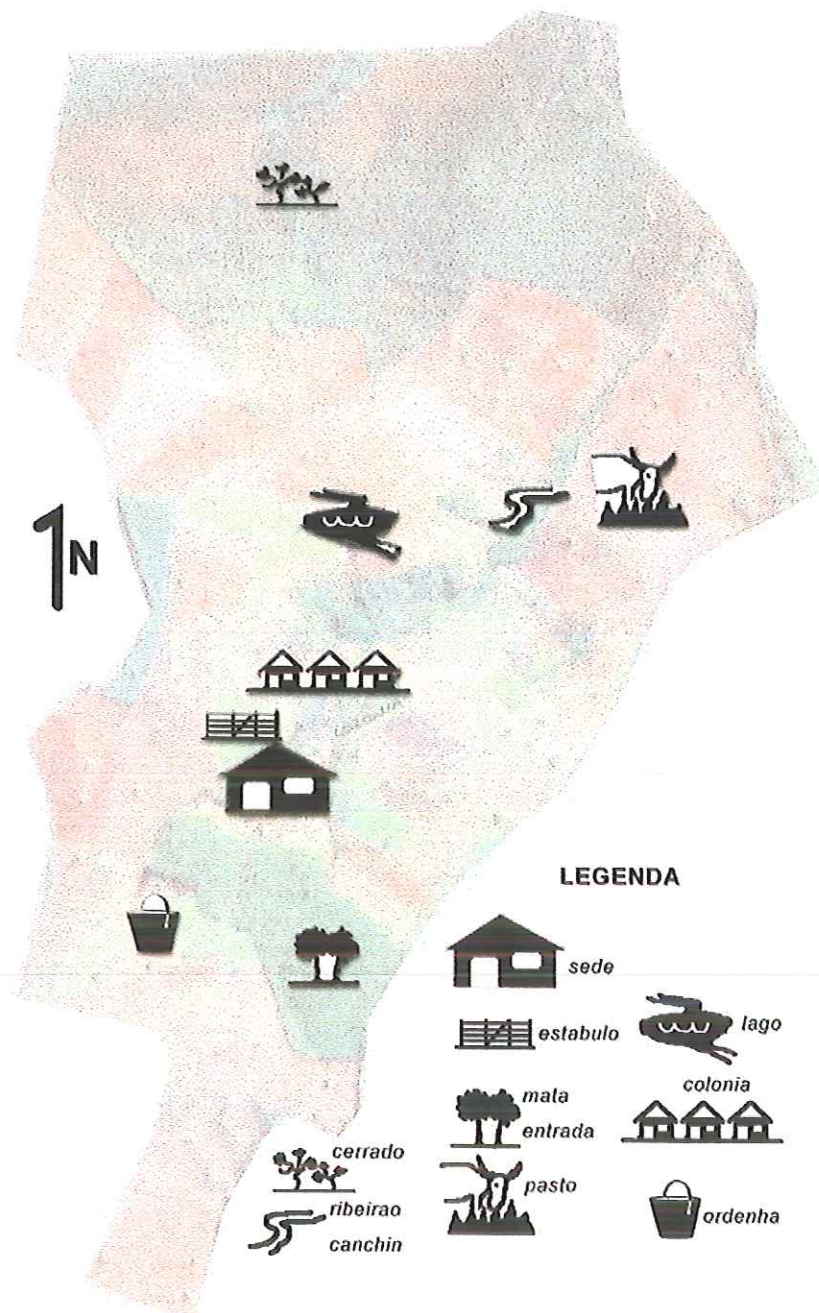 N
LEGENDA
sede
estabulo
lago
mata
entrada
colonia
cerrado
pasto
ribeirao
canchin
ordenha